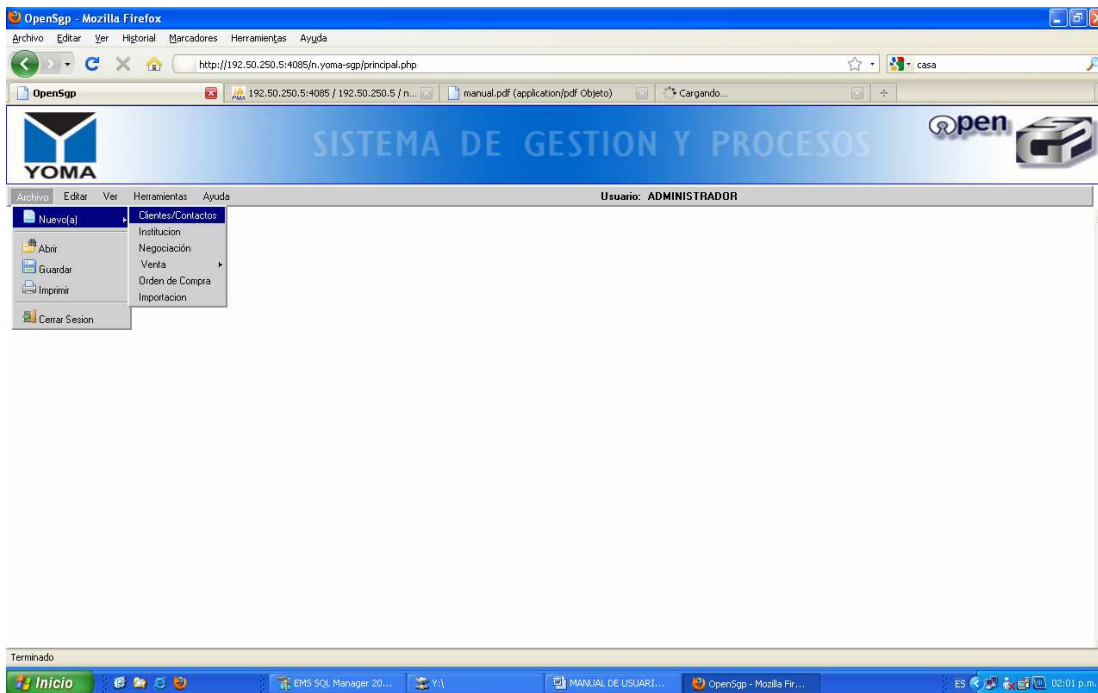 OpenSgp - Mozilla Firefox
Archivo Editar Ver Historial Marcadores Herramientas Ayuda
http://192.50.250.5:4085/n.yoma-sgp/principal.php
casa
OpenSgp
192.50.250.5:4085 / 192.50.250.5 / n...
manual.pdf (application/pdf Objeto)
Cargando...
YOMA
SISTEMA DE GESTION Y PROCESOS
open
Archivo Editar Ver Herramientas Ayuda
Usuario: ADMINISTRADOR
Nuevo(a)
Abrir
Guardar
Imprimir
Cerrar Sesion
Clientes/Contactos
Institucion
Negociación
Venta
Orden de Compra
Importacion
Terminado
Inicio
EMS SQL Manager 20...
Y:\
MANUAL DE USUARI...
OpenSgp - Mozilla Fir...
ES
02:01 p.m.